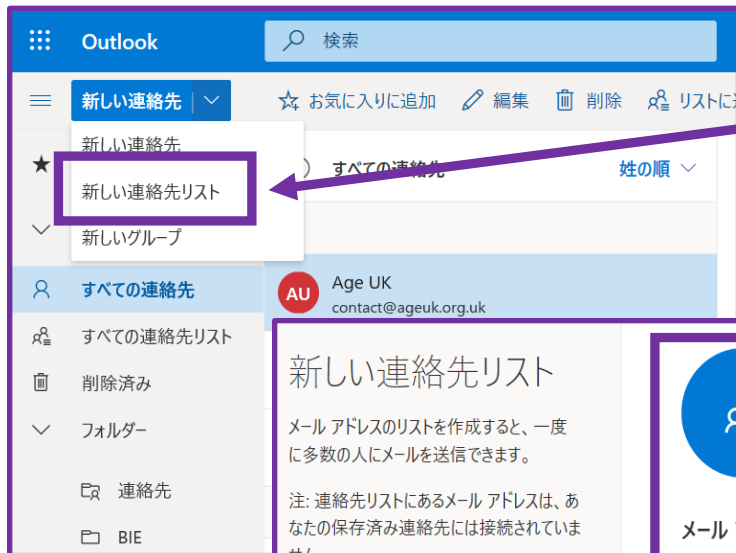 Outlook
検索
新しい連絡先
お気に入りに追加
編集
削除
リストに
新しい連絡先
新しい連絡先リスト
新しいグループ
すべての連絡先
姓の順
すべての連絡先
AU
Age UK
contact@ageuk.org.uk
すべての連絡先リスト
削除済み
フォルダー
連絡先
BIE
新しい連絡先リスト
メール アドレスのリストを作成すると、一度
に多数の人にメールを送信できます。
注: 連絡先リストにあるメール アドレスは、あ
なたの保存済み連絡先には接続されていま
せん
メール